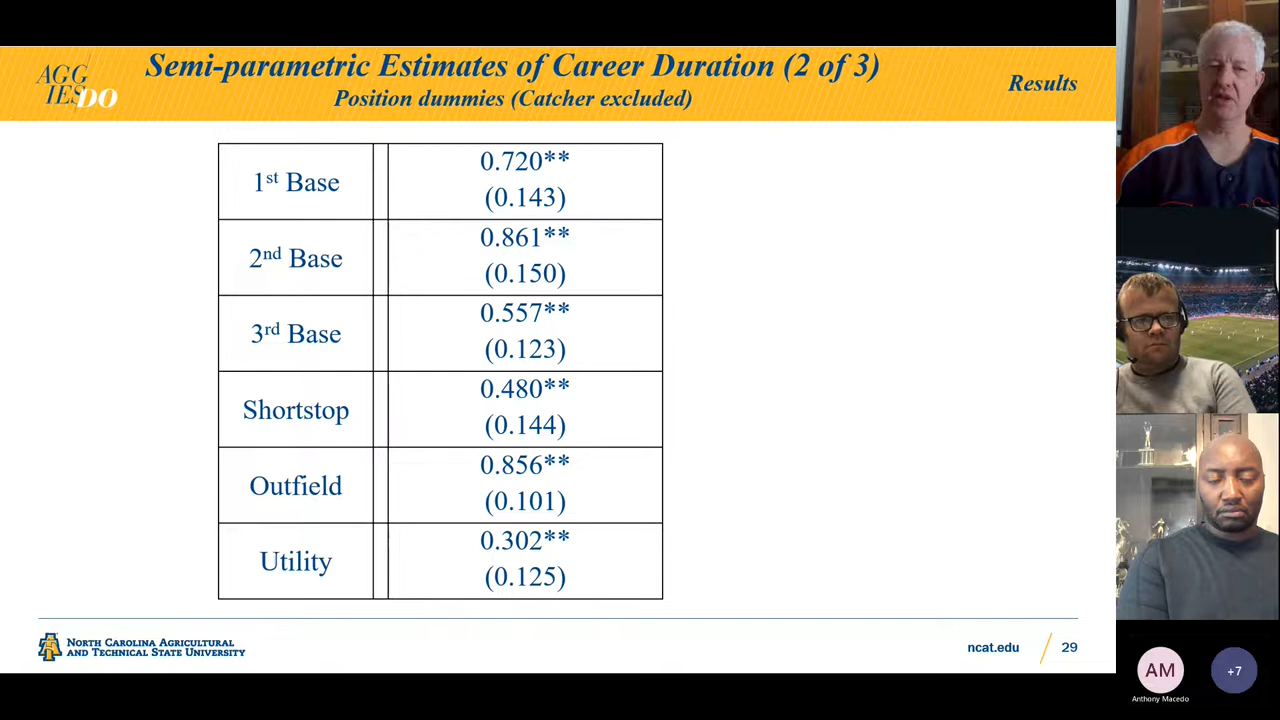 AGG
IES DO
Semi-parametric Estimates of Career Duration (2 of 3)
Position dummies (Catcher excluded)
Results
1st Base
0.720**
(0.143)
2nd Base
0.861**
(0.150)
3rd Base
0.557**
(0.123)
Shortstop
0.480**
(0.144)
Outfield
0.856**
(0.101)
Utility
0.302**
(0.125)
NORTH CAROLINA AGRICULTURAL
AND TECHNICAL STATE UNIVERSITY
ncat.edu
29
AM
Anthony Macedo
+7